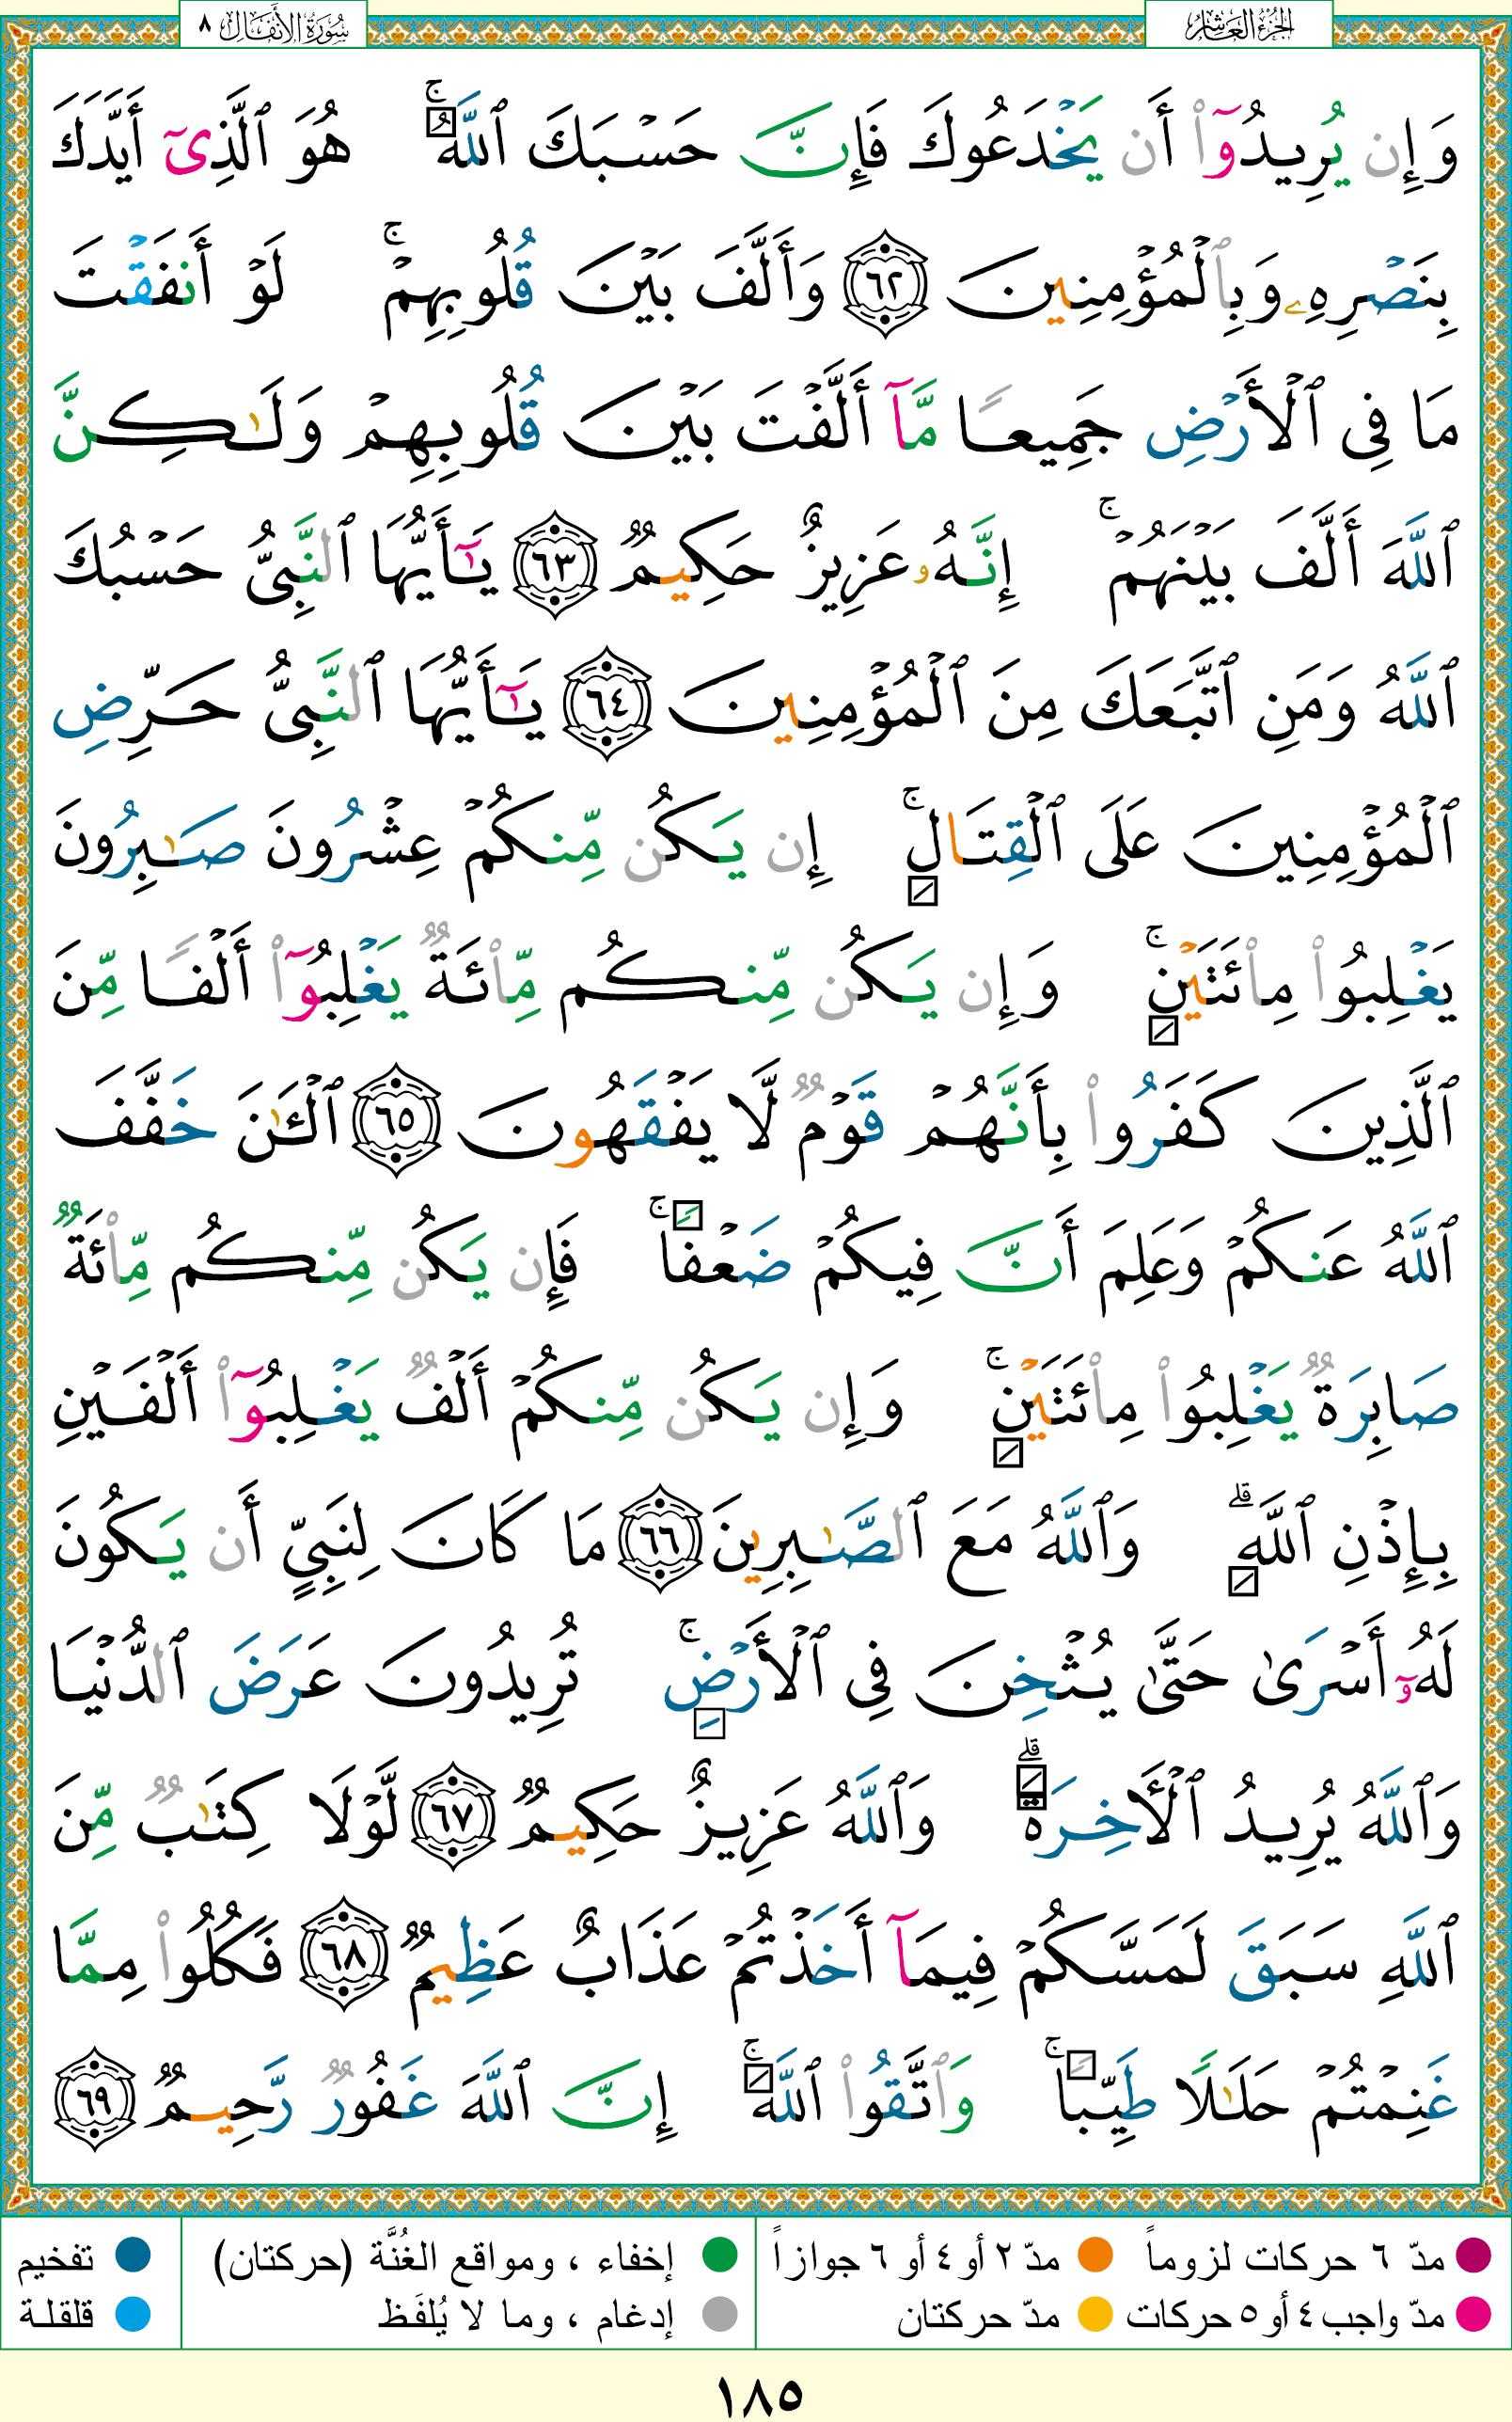 الجزء العاشر
سورة الأنفال ٨
وَإِن يُرِيدُوٓا۟ أَن يَخْدَعُوكَ فَإِنَّ حَسْبَكَ ٱللَّهُ ۚ هُوَ ٱلَّذِىٓ أَيَّدَكَ
بِنَصْرِهِۦ وَبِٱلْمُؤْمِنِينَ ٦٢ وَأَلَّفَ بَيْنَ قُلُوبِهِمْ ۚ لَوْ أَنفَقْتَ
مَا فِى ٱلْأَرْضِ جَمِيعًا مَّآ أَلَّفْتَ بَيْنَ قُلُوبِهِمْ وَلَـٰكِنَّ
ٱللَّهَ أَلَّفَ بَيْنَهُمْ ۚ إِنَّهُۥ عَزِيزٌ حَكِيمٌ ٦٣ يَـٰٓأَيُّهَا ٱلنَّبِىُّ حَسْبُكَ
ٱللَّهُ وَمَنِ ٱتَّبَعَكَ مِنَ ٱلْمُؤْمِنِينَ ٦٤ يَـٰٓأَيُّهَا ٱلنَّبِىُّ حَرِّضِ
ٱلْمُؤْمِنِينَ عَلَى ٱلْقِتَالِ ۚ إِن يَكُن مِّنكُمْ عِشْرُونَ صَـٰبِرُونَ
يَغْلِبُوا۟ مِا۟ئَتَيْنِ ۚ وَإِن يَكُن مِّنكُم مِّا۟ئَةٌ يَغْلِبُوٓا۟ أَلْفًا مِّنَ
ٱلَّذِينَ كَفَرُوا۟ بِأَنَّهُمْ قَوْمٌ لَّا يَفْقَهُونَ ٦٥ ٱلْـَٔـٰنَ خَفَّفَ
ٱللَّهُ عَنكُمْ وَعَلِمَ أَنَّ فِيكُمْ ضَعْفًا ۚ فَإِن يَكُن مِّنكُم مِّا۟ئَةٌ
صَابِرَةٌ يَغْلِبُوا۟ مِا۟ئَتَيْنِ ۚ وَإِن يَكُن مِّنكُمْ أَلْفٌ يَغْلِبُوٓا۟ أَلْفَيْنِ
بِإِذْنِ ٱللَّهِ ۗ وَٱللَّهُ مَعَ ٱلصَّـٰبِرِينَ ٦٦ مَا كَانَ لِنَبِىٍّ أَن يَكُونَ
لَهُۥٓ أَسْرَىٰ حَتَّىٰ يُثْخِنَ فِى ٱلْأَرْضِ ۚ تُرِيدُونَ عَرَضَ ٱلدُّنْيَا
وَٱللَّهُ يُرِيدُ ٱلْـَٔاخِرَةَ ۗ وَٱللَّهُ عَزِيزٌ حَكِيمٌ ٦٧ لَّوْلَا كِتَـٰبٌ مِّنَ
ٱللَّهِ سَبَقَ لَمَسَّكُمْ فِيمَآ أَخَذْتُمْ عَذَابٌ عَظِيمٌ ٦٨ فَكُلُوا۟ مِمَّا
غَنِمْتُمْ حَلَـٰلًا طَيِّبًا ۚ وَٱتَّقُوا۟ ٱللَّهَ ۚ إِنَّ ٱللَّهَ غَفُورٌ رَّحِيمٌ ٦٩
مدّ ٦ حركات لزوماً مدّ ٢ أو ٤ أو ٦ جوازاً إخفاء ، ومواقع الغُنَّة (حركتان) تفخيم
مدّ واجب ٤ أو ٥ حركات مدّ حركتان إدغام ، وما لا يُلفَظ قلقلة
١٨٥